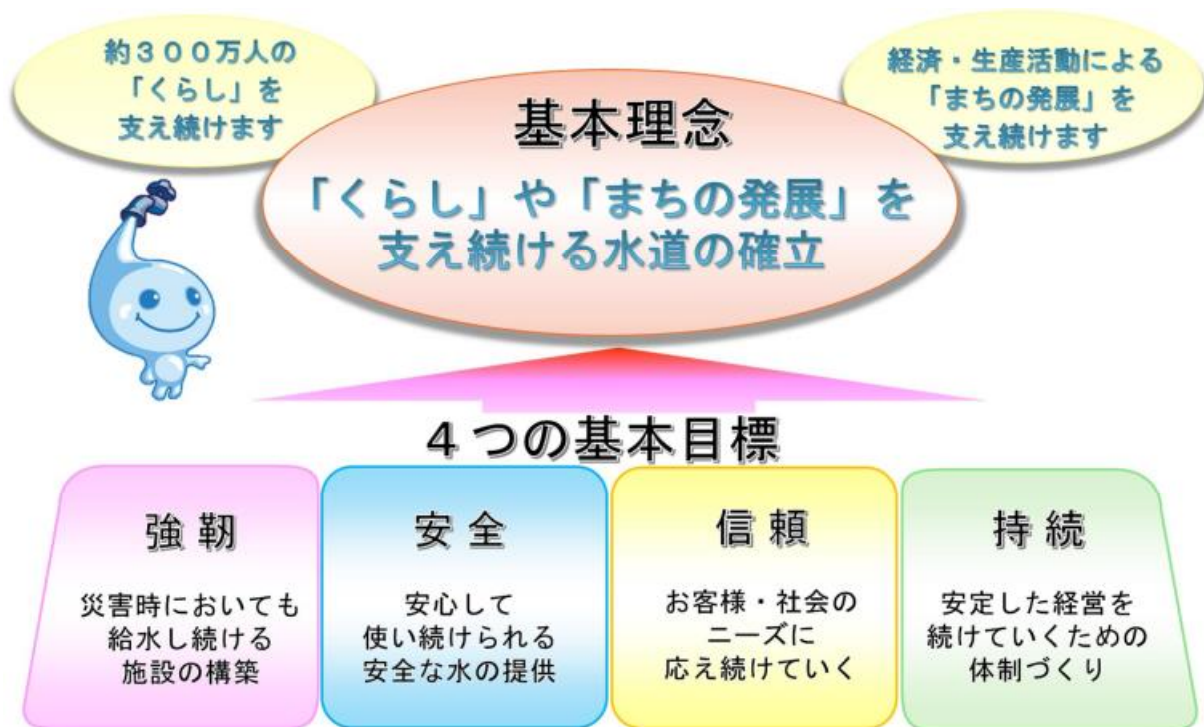 約３００万人の
「くらし」を
支え続けます
経済・生産活動による
「まちの発展」を
支え続けます
基本理念
「くらし」や「まちの発展」を
支え続ける水道の確立
４つの基本目標
強靭
災害時においても
給水し続ける
施設の構築
安全
安心して
使い続けられる
安全な水の提供
信頼
お客様・社会の
ニーズに
応え続けていく
持続
安定した経営を
続けていくための
体制づくり